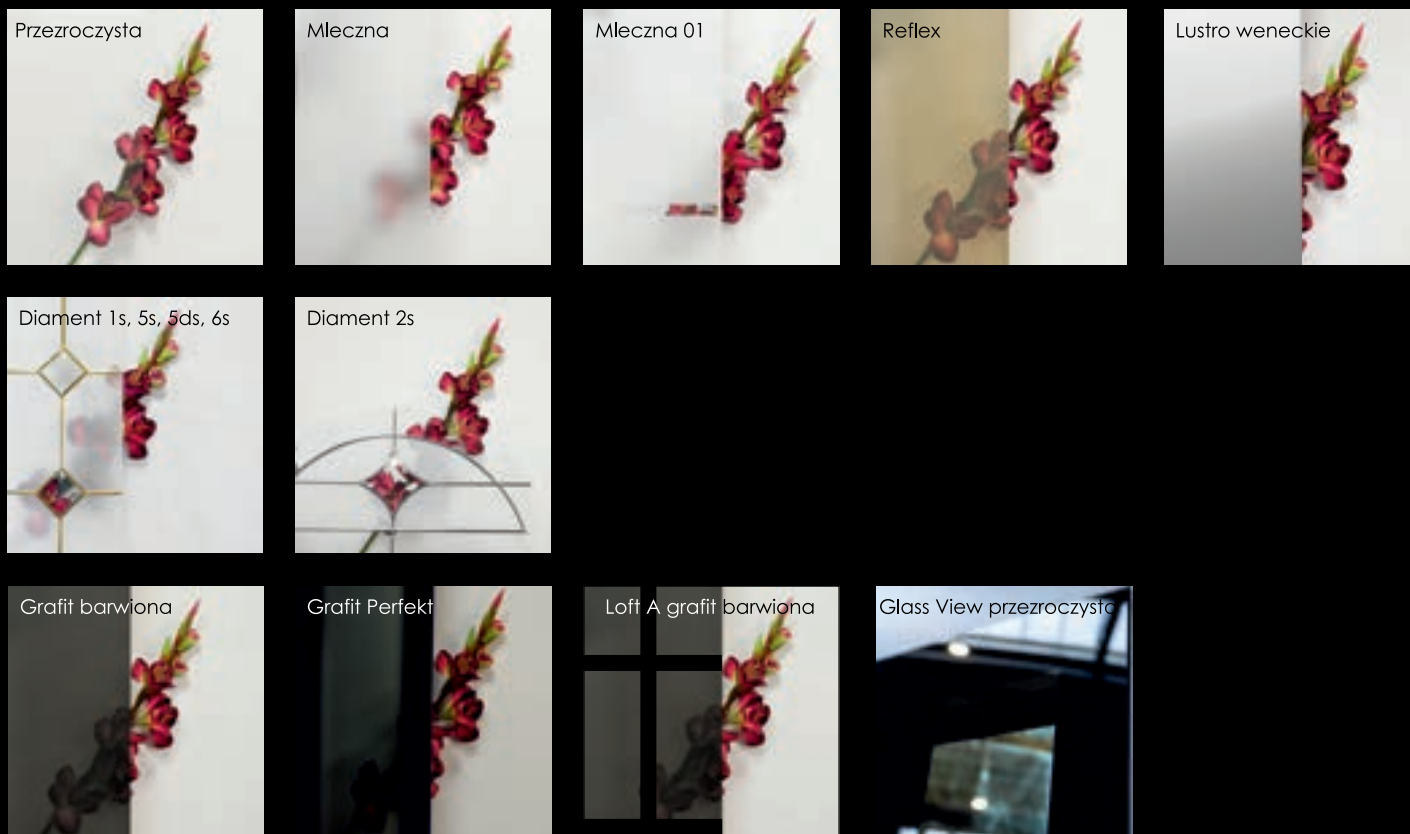 Przezroczysta
Mleczna
Mleczna 01
Reflex
Lustro weneckie
Diament 1s, 5s, 5ds, 6s
Diament 2s
Grafit barwiona
Grafit Perfekt
Loft A grafit barwiona
Glass View przezroczysta